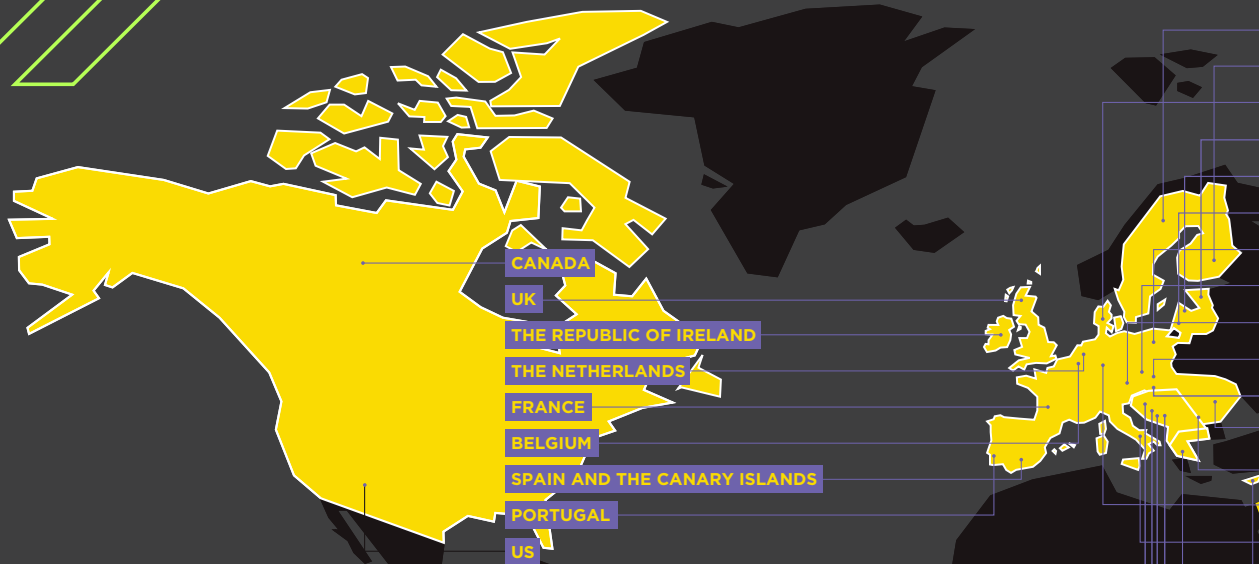 CANADA
UK
THE REPUBLIC OF IRELAND
THE NETHERLANDS
FRANCE
BELGIUM
SPAIN AND THE CANARY ISLANDS
PORTUGAL
US